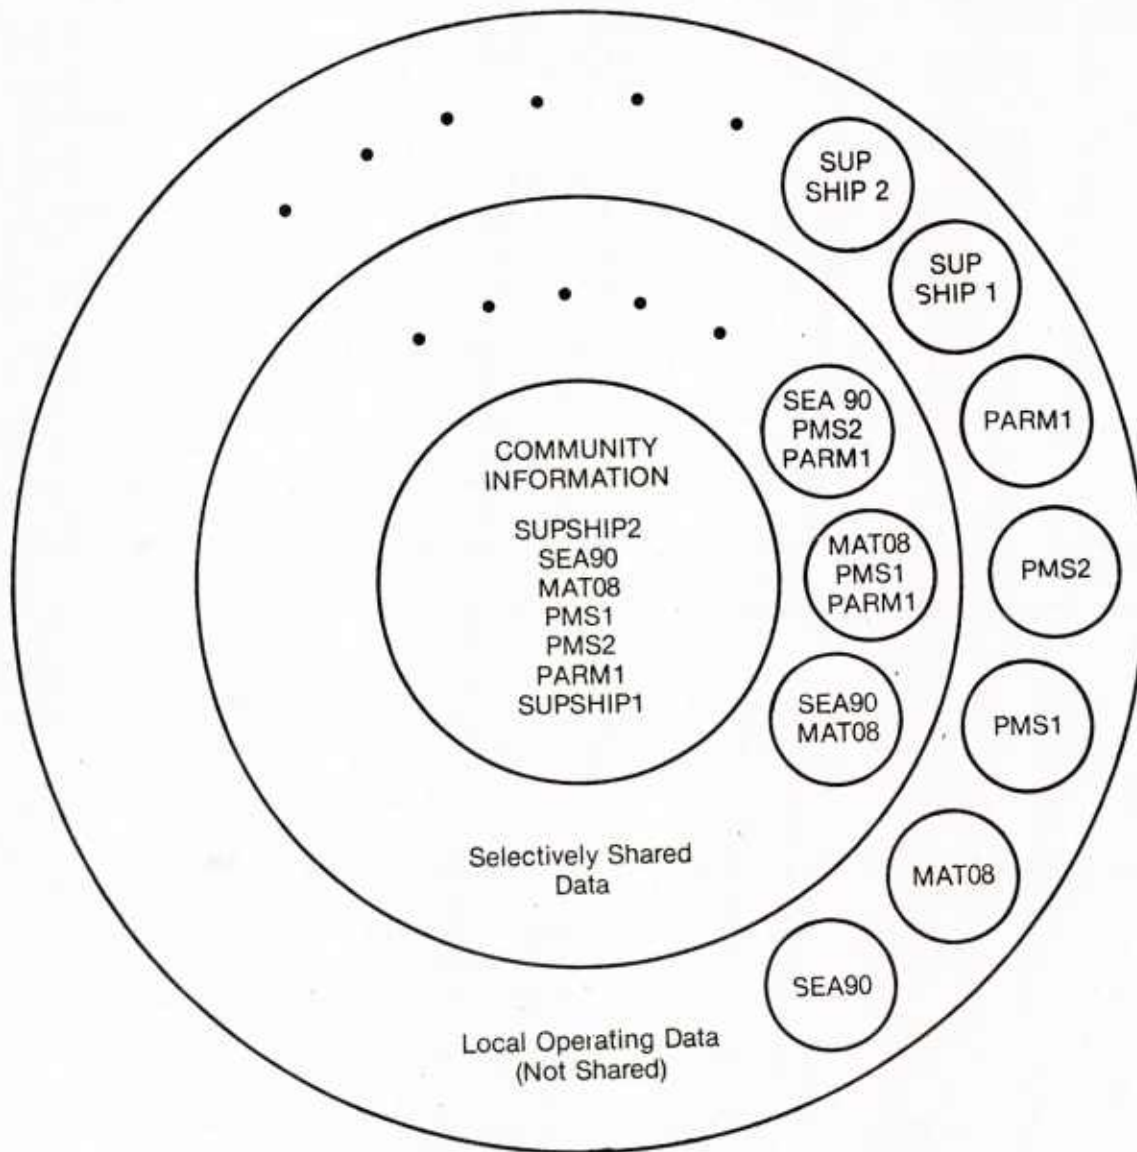 SUP
SHIP 2
SUP
SHIP 1
PARM1
SEA 90
PMS2
PARM1
COMMUNITY
INFORMATION
SUPSHIP2
SEA90
MAT08
PMS1
PMS2
PARM1
SUPSHIP1
MAT08
PMS1
PARM1
PMS2
SEA90
MAT08
PMS1
Selectively Shared
Data
MAT08
SEA90
Local Operating Data
(Not Shared)